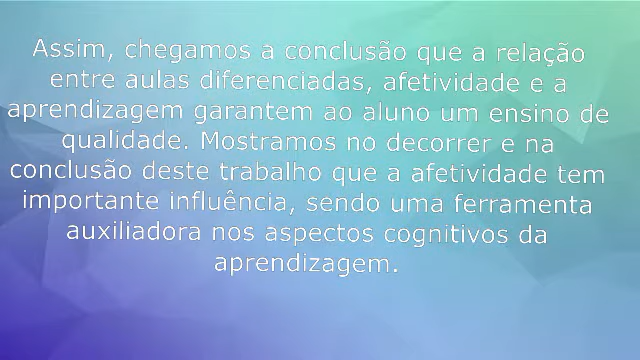 Assim, chegamos a conclusão que a relação
entre aulas diferenciadas, afetividade e a
aprendizagem garantem ao aluno um ensino de
qualidade. Mostramos no decorrer e na
conclusão deste trabalho que a afetividade tem
importante influência, sendo uma ferramenta
auxiliadora nos aspectos cognitivos da
aprendizagem.